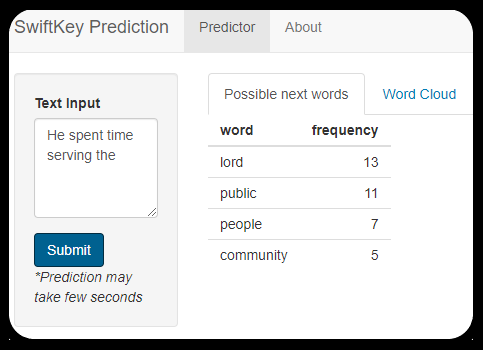 SwiftKey Prediction Predictor About
Text Input
He spent time
serving the
Submit
*Prediction may
take few seconds
Possible next words Word Cloud
word frequency
lord 13
public 11
people 7
community 5